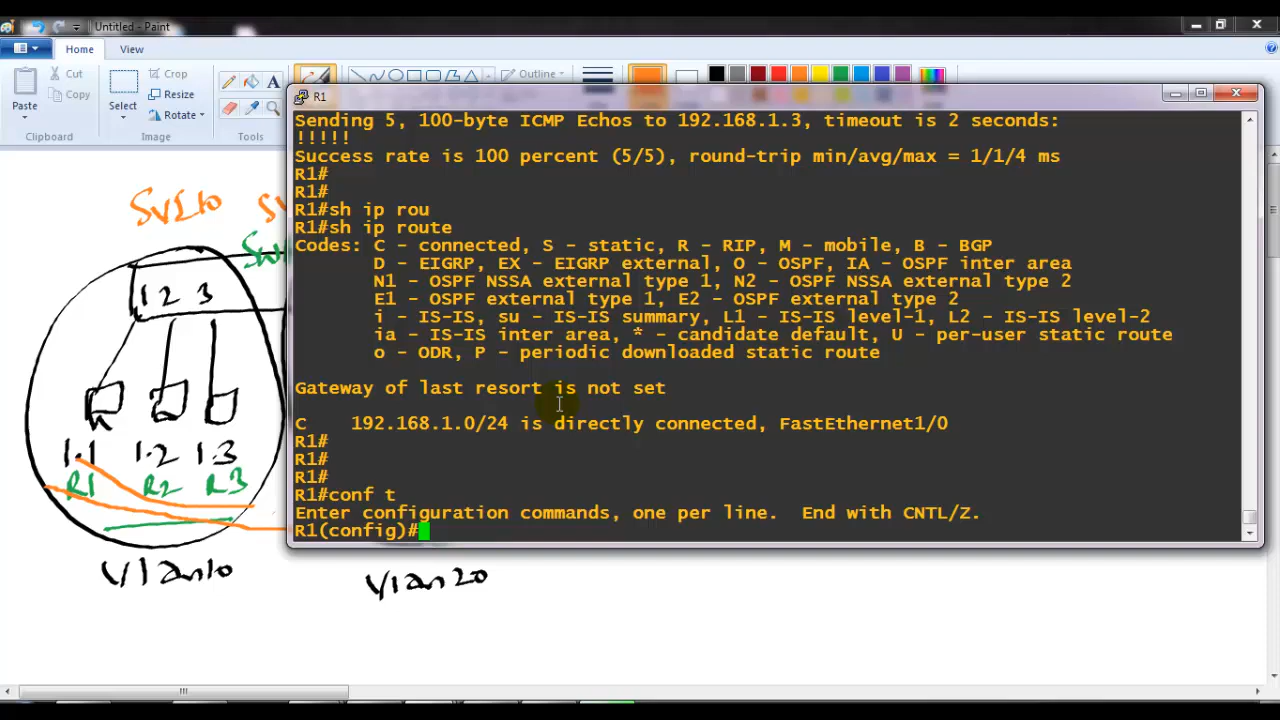 Untitled - Paint
Home
View
Paste
Cut
Copy
Select
Crop
Resize
Rotate
A
Outline
Clipboard
Image
Tools
R1
Sending 5, 100-byte ICMP Echos to 192.168.1.3, timeout is 2 seconds:
!!!!!
Success rate is 100 percent (5/5), round-trip min/avg/max = 1/1/4 ms
R1#
R1#
R1#sh ip rou
R1#sh ip route
Codes: C - connected, S - static, R - RIP, M - mobile, B - BGP
D - EIGRP, EX - EIGRP external, O - OSPF, IA - OSPF inter area
N1 - OSPF NSSA external type 1, N2 - OSPF NSSA external type 2
E1 - OSPF external type 1, E2 - OSPF external type 2
i - IS-IS, su - IS-IS summary, L1 - IS-IS level-1, L2 - IS-IS level-2
ia - IS-IS inter area, * - candidate default, U - per-user static route
o - ODR, P - periodic downloaded static route
Gateway of last resort is not set
C 192.168.1.0/24 is directly connected, FastEthernet1/0
R1#
R1#
R1#
R1#conf t
Enter configuration commands, one per line. End with CNTL/Z.
R1(config)#
SVI10
1 2 3
1.1 1.2 1.3
R1 R2 R3
Vlan10
Vlan20